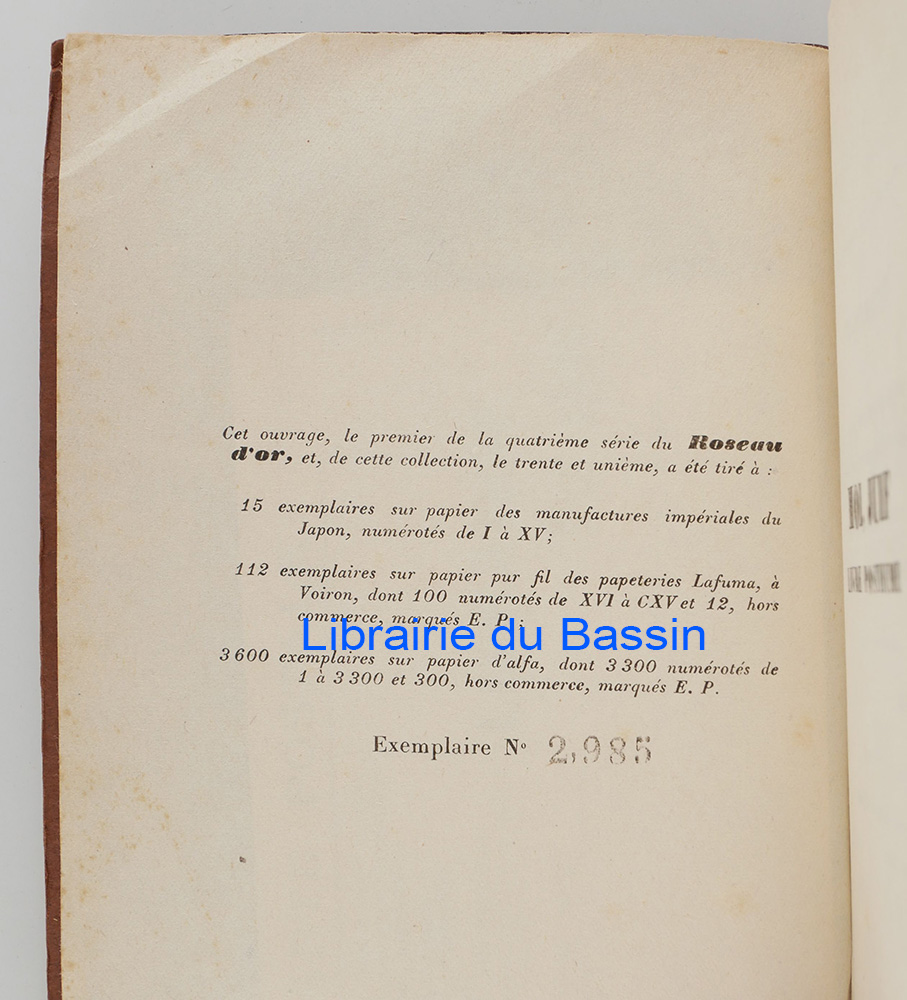 Cet ouvrage, le premier de la quatrième série du Roseau
d'or, et, de cette collection, le trente et unième, a été tiré à :
15 exemplaires sur papier des manufactures impériales du
Japon, numérotés de I à XV;
112 exemplaires sur papier pur fil des papeteries Lafuma, à
Voiron, dont 100 numérotés de XVI à CXV et 12, hors
commerce, marqués E. P.;
Librairie du Bassin
3 600 exemplaires sur papier d'alfa, dont 3 300 numérotés de
1 à 3 300 et 300, hors commerce, marqués E. P.
Exemplaire Nº 2,985